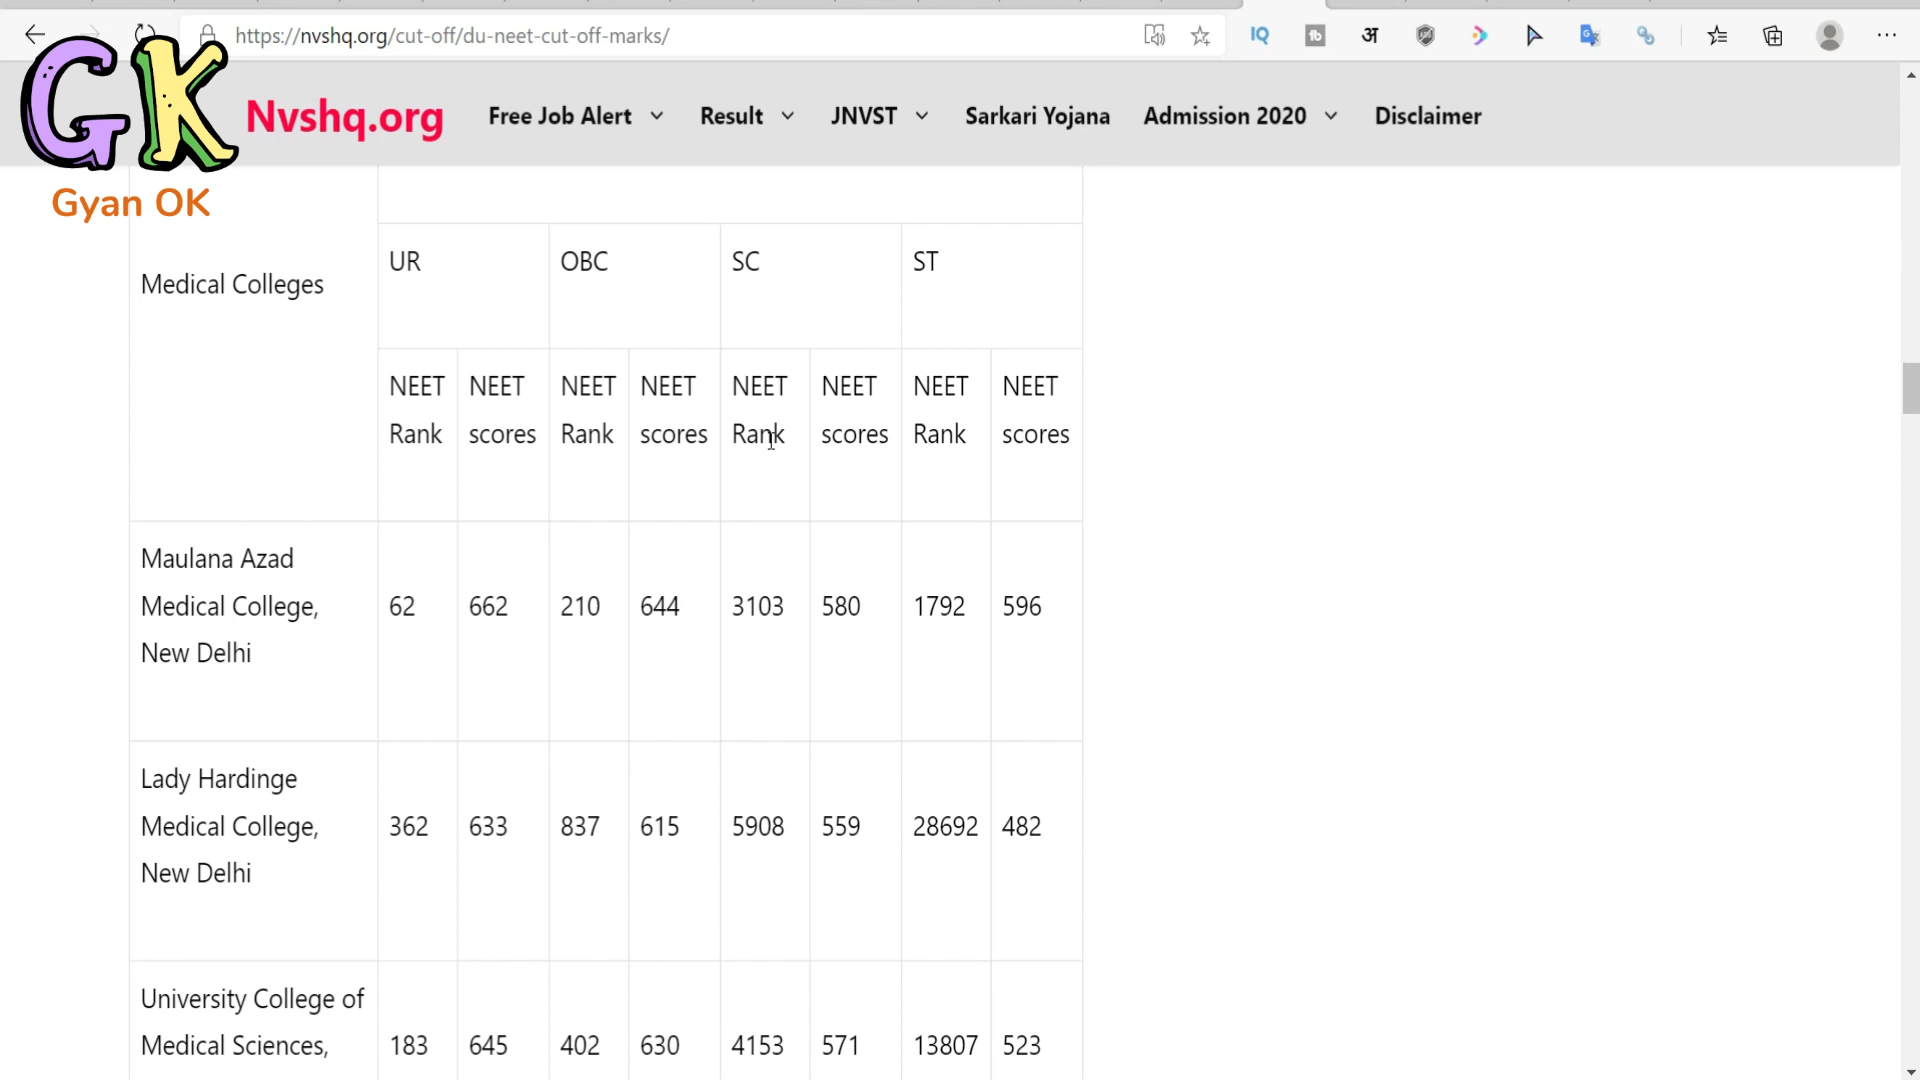 https://nvshq.org/cut-off/du-neet-cut-off-marks/
IQ
tb
अ
GK
Gyan OK
Nvshq.org
Free Job Alert
Result
JNVST
Sarkari Yojana
Admission 2020
Disclaimer
Medical Colleges
UR
OBC
SC
ST
NEET Rank
NEET scores
NEET Rank
NEET scores
NEET Rank
NEET scores
NEET Rank
NEET scores
Maulana Azad
Medical College,
New Delhi
62 662 210 644 3103 580 1792 596
Lady Hardinge
Medical College,
New Delhi
362 633 837 615 5908 559 28692 482
University College of
Medical Sciences,
183 645 402 630 4153 571 13807 523